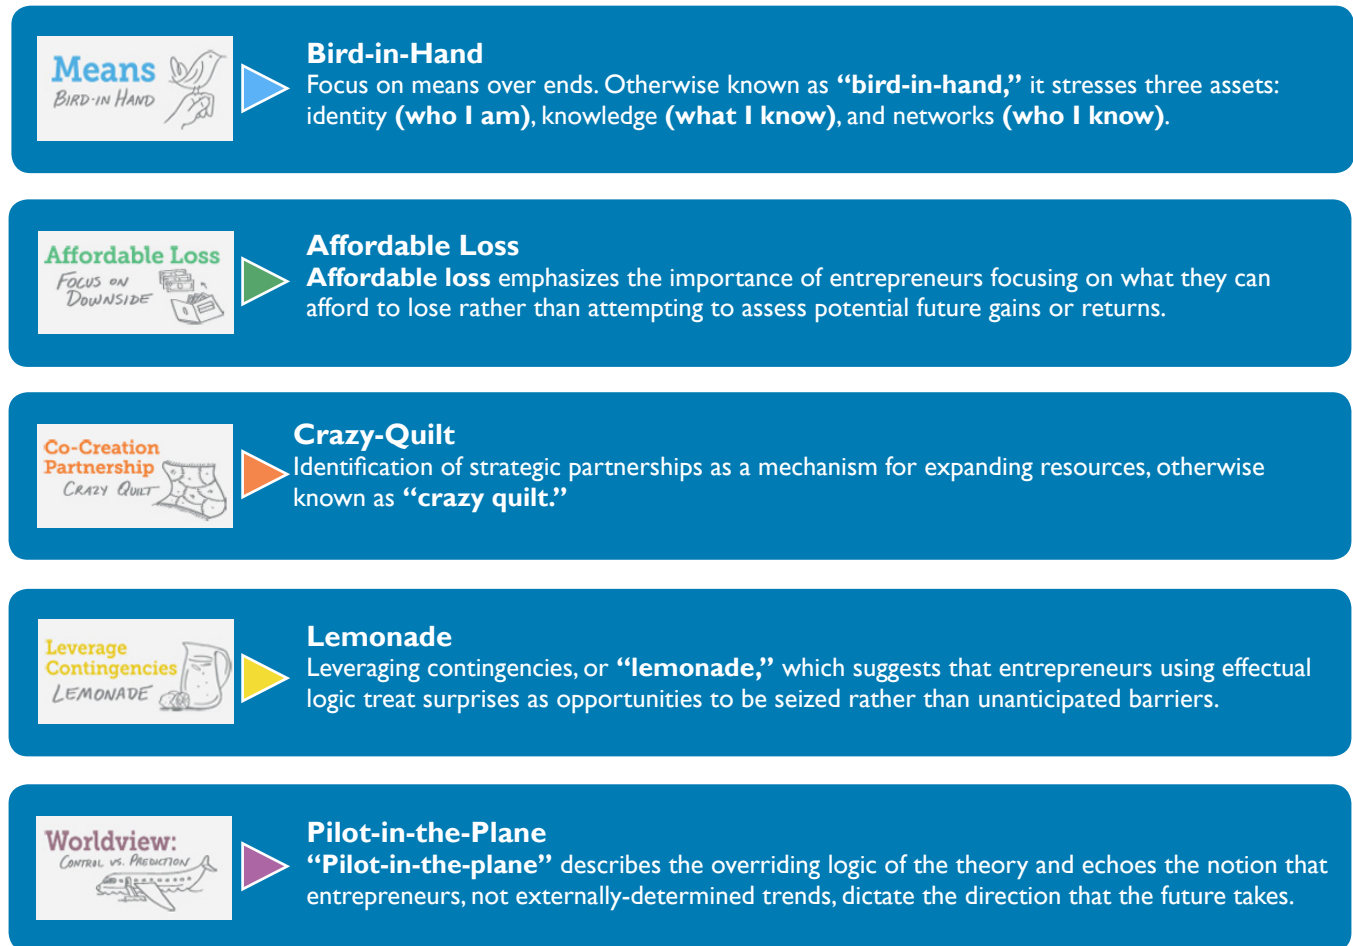 Means
BIRD-IN HAND
Bird-in-Hand
Focus on means over ends. Otherwise known as “bird-in-hand,” it stresses three assets:
identity (who I am), knowledge (what I know), and networks (who I know).
Affordable Loss
FOCUS ON
DOWNSIDE
Affordable Loss
Affordable loss emphasizes the importance of entrepreneurs focusing on what they can
afford to lose rather than attempting to assess potential future gains or returns.
Co-Creation
Partnership
CRAZY QUILT
Crazy-Quilt
Identification of strategic partnerships as a mechanism for expanding resources, otherwise
known as “crazy quilt.”
Leverage
Contingencies
LEMONADE
Lemonade
Leveraging contingencies, or “lemonade,” which suggests that entrepreneurs using effectual
logic treat surprises as opportunities to be seized rather than unanticipated barriers.
Worldview:
CONTROL VS. PREDICTION
Pilot-in-the-Plane
“Pilot-in-the-plane” describes the overriding logic of the theory and echoes the notion that
entrepreneurs, not externally-determined trends, dictate the direction that the future takes.